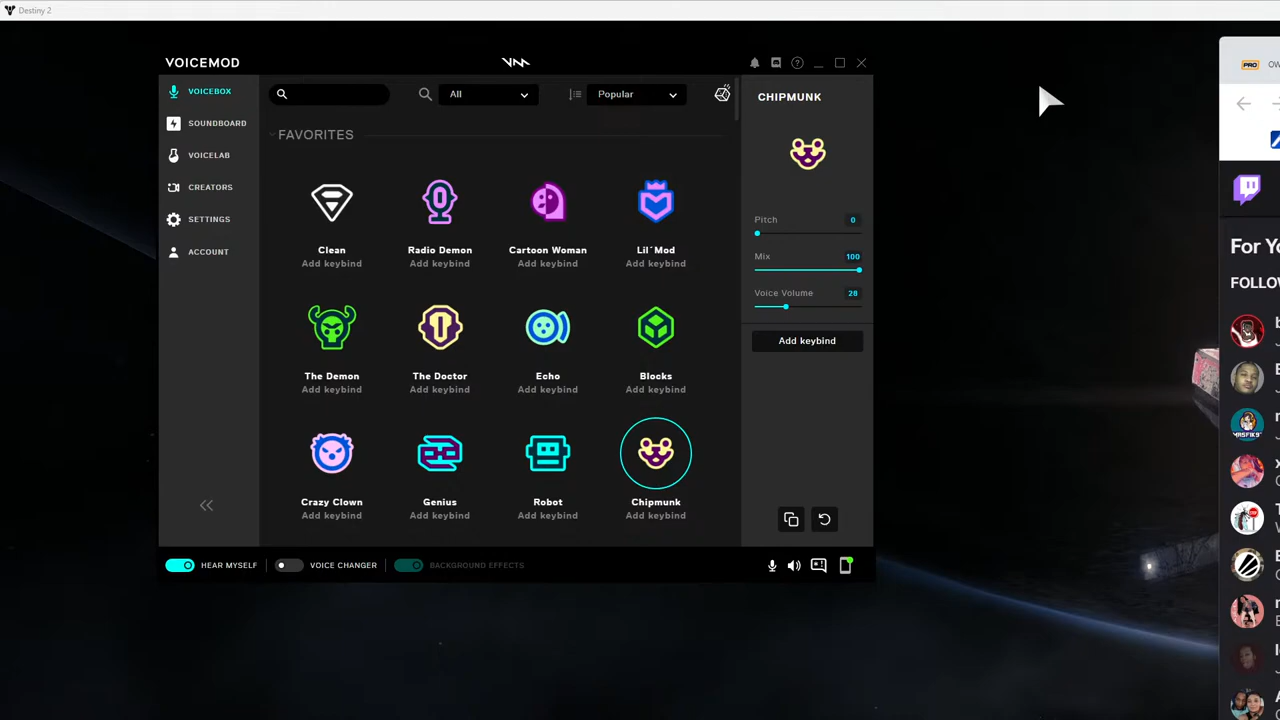 Destiny 2
VOICEMOD
VOICEBOX
SOUNDBOARD
VOICELAB
CREATORS
SETTINGS
ACCOUNT
All
Popular
FAVORITES
Clean
Add keybind
Radio Demon
Add keybind
Cartoon Woman
Add keybind
Lil`Mod
Add keybind
The Demon
Add keybind
The Doctor
Add keybind
Echo
Add keybind
Blocks
Add keybind
Crazy Clown
Add keybind
Genius
Add keybind
Robot
Add keybind
Chipmunk
Add keybind
CHIPMUNK
Pitch 0
Mix 100
Voice Volume 28
Add keybind
HEAR MYSELF
VOICE CHANGER
BACKGROUND EFFECTS
PRO OW
For Yo
FOLLOW